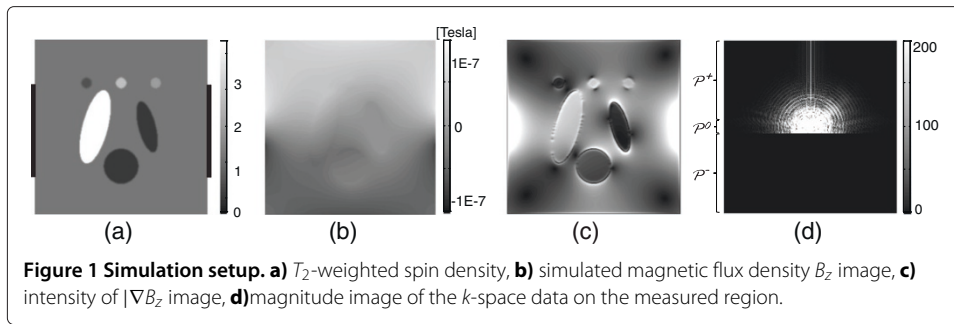 [Tesla]
3
2
1
0
1E-7
0
-1E-7
𝒫⁺
𝒫⁰
𝒫⁻
200
100
0
(a) (b) (c) (d)
Figure 1 Simulation setup. a) T₂-weighted spin density, b) simulated magnetic flux density B𝓏 image, c)
intensity of |∇B𝓏 image, d)magnitude image of the k-space data on the measured region.